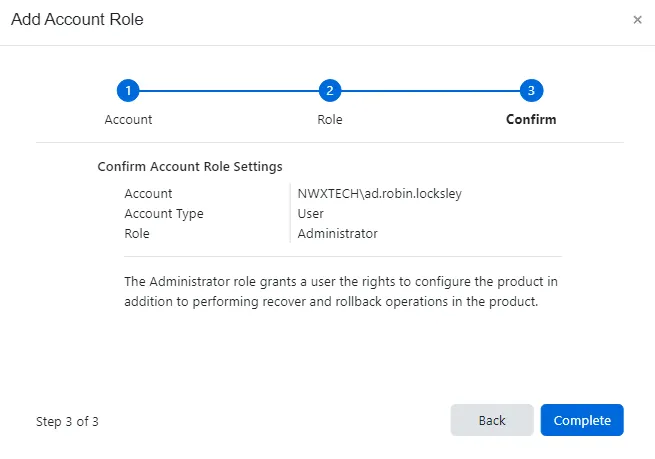 Add Account Role
×
1 2 3
Account Role Confirm
Confirm Account Role Settings
Account NWXTECH\ad.robin.locksley
Account Type User
Role Administrator
The Administrator role grants a user the rights to configure the product in
addition to performing recover and rollback operations in the product.
Step 3 of 3 Back Complete